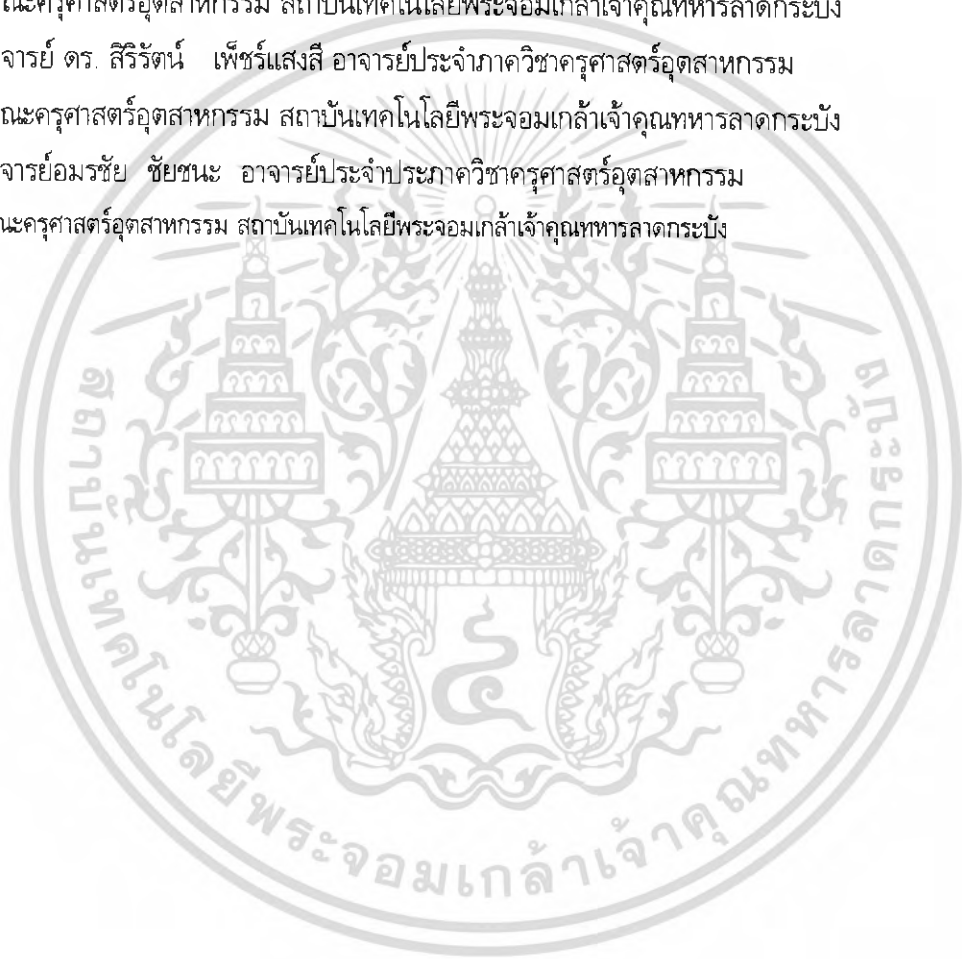 ณะครุศาสตร์อุตสาหกรรม สถาบันเทคโนโลยีพระจอมเกล้าเจ้าคุณทหารลาดกระบัง
จารย์ ดร. สิริรัตน์ เพ็ชร์แสงสี อาจารย์ประจำภาควิชาครุศาสตร์อุตสาหกรรม
ณะครุศาสตร์อุตสาหกรรม สถาบันเทคโนโลยีพระจอมเกล้าเจ้าคุณทหารลาดกระบัง
จารย์อมรชัย ชัยชนะ อาจารย์ประจำประภาควิชาครุศาสตร์อุตสาหกรรม
ณะครุศาสตร์อุตสาหกรรม สถาบันเทคโนโลยีพระจอมเกล้าเจ้าคุณทหารลาดกระบัง
สถาบันเทคโนโลยีพระจอมเกล้าเจ้าคุณทหารลาดกระบัง
๔